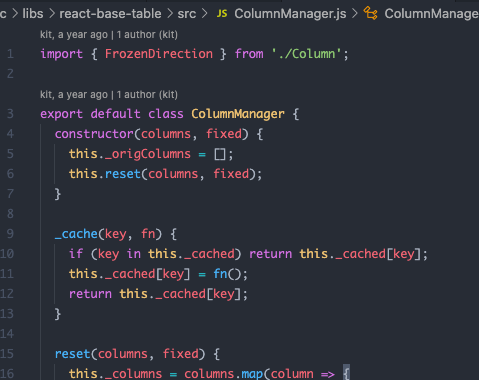 c > libs > react-base-table > src > JS ColumnManager.js > ColumnManage
kit, a year ago | 1 author (kit)
1 import { FrozenDirection } from './Column';
2
kit, a year ago | 1 author (kit)
3 export default class ColumnManager {
4 constructor(columns, fixed) {
5 this._origColumns = [];
6 this.reset(columns, fixed);
7 }
8
9 _cache(key, fn) {
10 if (key in this._cached) return this._cached[key];
11 this._cached[key] = fn();
12 return this._cached[key];
13 }
14
15 reset(columns, fixed) {
16 this._columns = columns.map(column => {